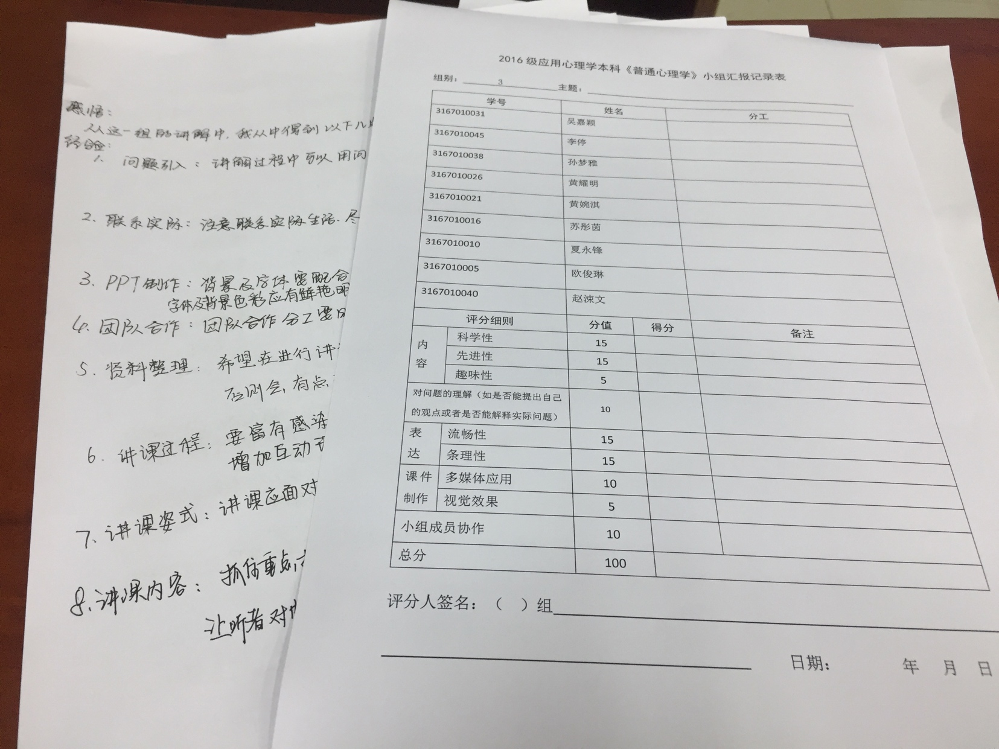 感悟：
从这一组的讲解中，我从中得到以下几
经验：
1. 问题引入：讲解过程中可以用问
2. 联系实际：注意联系实际生活，尽
3. PPT制作：背景及字体要配合
字体及背景色彩应有鲜艳明
4. 团队合作：团队合作分工要明
5. 资料整理：希望在进行讲
否则会，有点
6. 讲课过程：要富有感染
增加互动
7. 讲课姿式：讲课应面对
8. 讲课内容：抓住重点，
让听者对
2016 级应用心理学本科《普通心理学》小组汇报记录表
组别：3 主题：
学号 姓名 分工
3167010031 吴嘉颖
3167010045 李停
3167010038 孙梦雅
3167010026 黄耀明
3167010021 黄婉淇
3167010016 苏彤茵
3167010010 夏永锋
3167010005 欧俊琳
3167010040 赵涑文
评分细则 分值 得分 备注
内容 科学性 15
先进性 15
趣味性 5
对问题的理解（如是否能提出自己
的观点或者是否能解释实际问题） 10
表达 流畅性 15
条理性 15
课件制作 多媒体应用 10
视觉效果 5
小组成员协作 10
总分 100
评分人签名：（ ）组
日期： 年 月 日